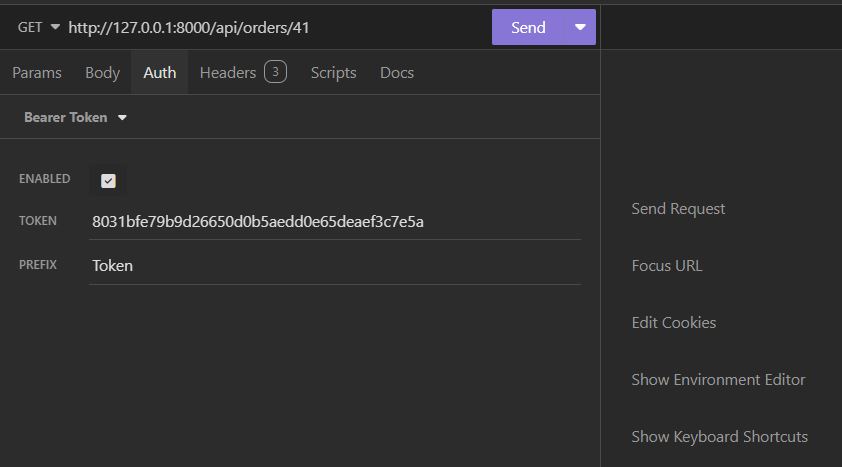 GET http://127.0.0.1:8000/api/orders/41 Send
Params Body Auth Headers 3 Scripts Docs
Bearer Token
ENABLED
TOKEN 8031bfe79b9d26650d0b5aedd0e65deaef3c7e5a
PREFIX Token
Send Request
Focus URL
Edit Cookies
Show Environment Editor
Show Keyboard Shortcuts